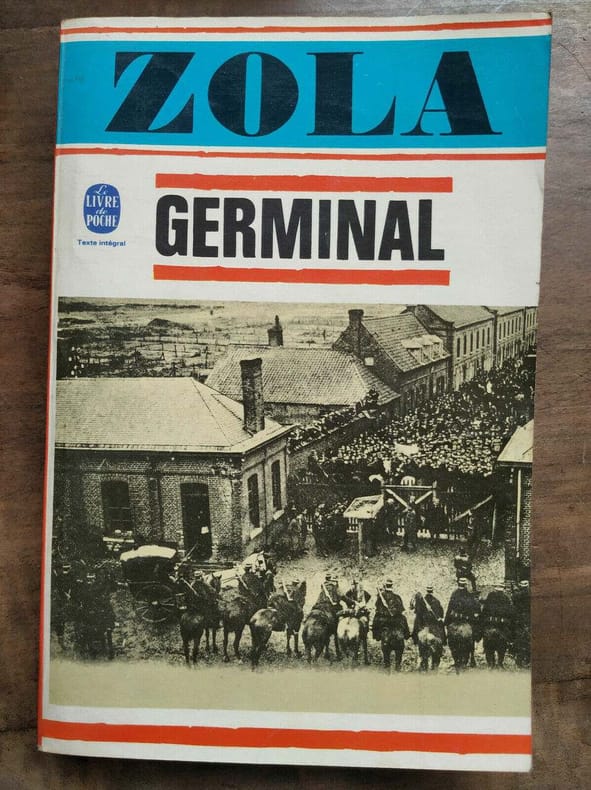 ZOLA
Le
LIVRE
de
POCHE
Texte intégral
GERMINAL